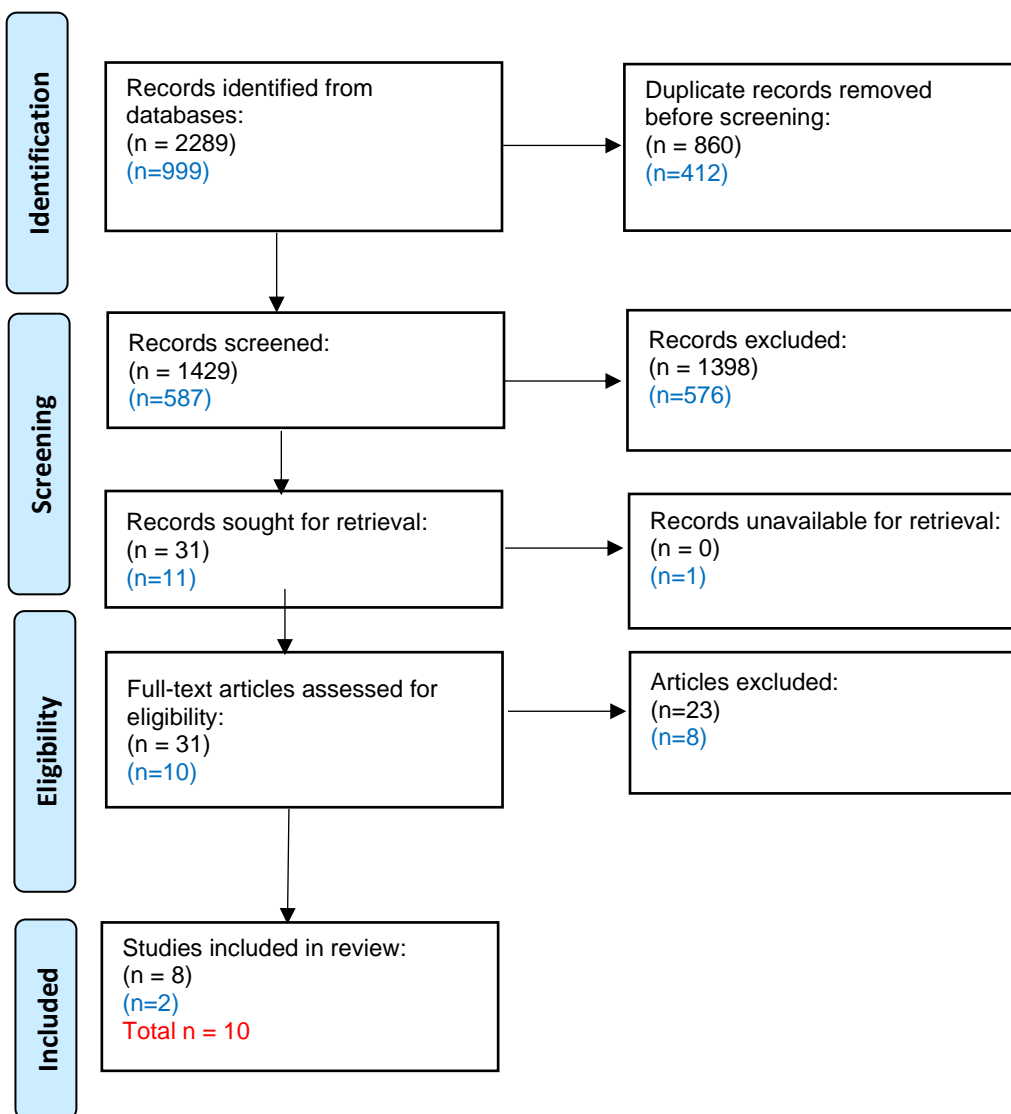 Identification
Records identified from
databases:
(n = 2289)
(n=999)
Duplicate records removed
before screening:
(n = 860)
(n=412)
Screening
Records screened:
(n = 1429)
(n=587)
Records excluded:
(n = 1398)
(n=576)
Records sought for retrieval:
(n = 31)
(n=11)
Records unavailable for retrieval:
(n = 0)
(n=1)
Eligibility
Full-text articles assessed for
eligibility:
(n = 31)
(n=10)
Articles excluded:
(n=23)
(n=8)
Included
Studies included in review:
(n = 8)
(n=2)
Total n = 10